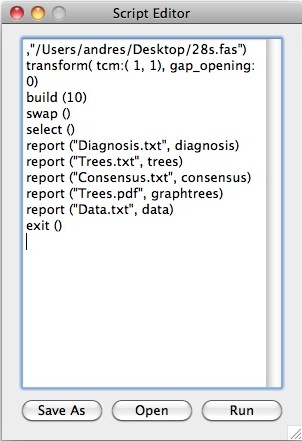 Script Editor
,"/Users/andres/Desktop/28s.fas")
transform( tcm:( 1, 1), gap_opening:
0)
build (10)
swap ()
select ()
report ("Diagnosis.txt", diagnosis)
report ("Trees.txt", trees)
report ("Consensus.txt", consensus)
report ("Trees.pdf", graphtrees)
report ("Data.txt", data)
exit ()
Save As
Open
Run